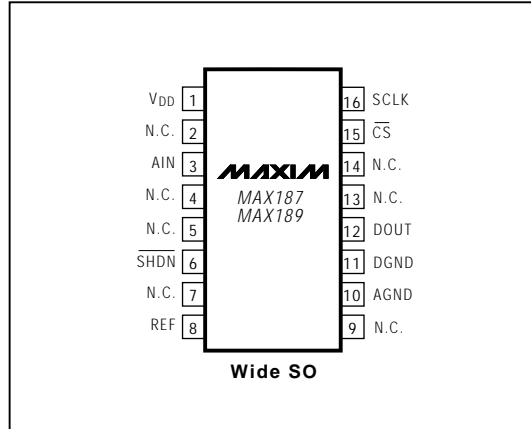 VDD 1
N.C. 2
AIN 3
N.C. 4
N.C. 5
SHDN 6
N.C. 7
REF 8
MAXIM
MAX187
MAX189
16 SCLK
15 CS
14 N.C.
13 N.C.
12 DOUT
11 DGND
10 AGND
9 N.C.
Wide SO